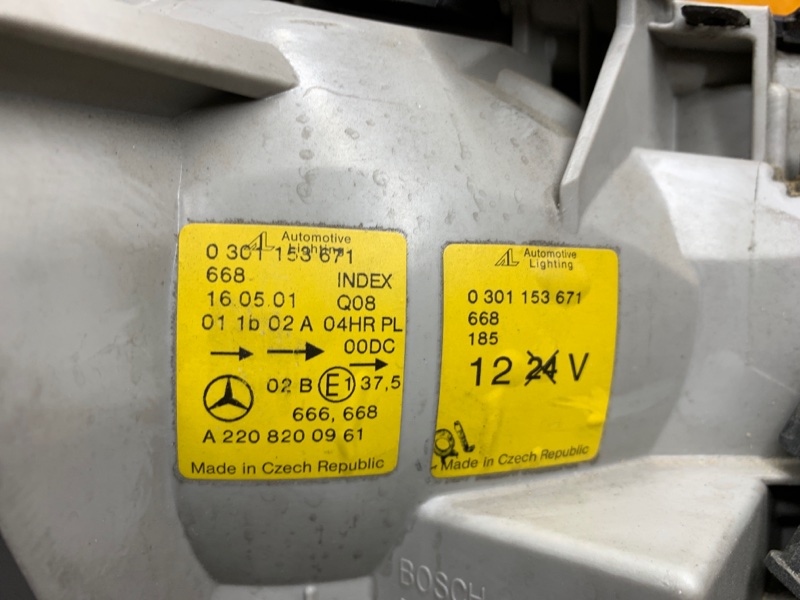 AL Automotive
Lighting
0 301 153 671
668 INDEX
16.05.01 Q08
01 1b 02 A 04HR PL
00DC
02 B E1 37,5
666, 668
A 220 820 09 61
Made in Czech Republic
AL Automotive
Lighting
0 301 153 671
668
185
12 24 V
Made in Czech Republic
BOSCH